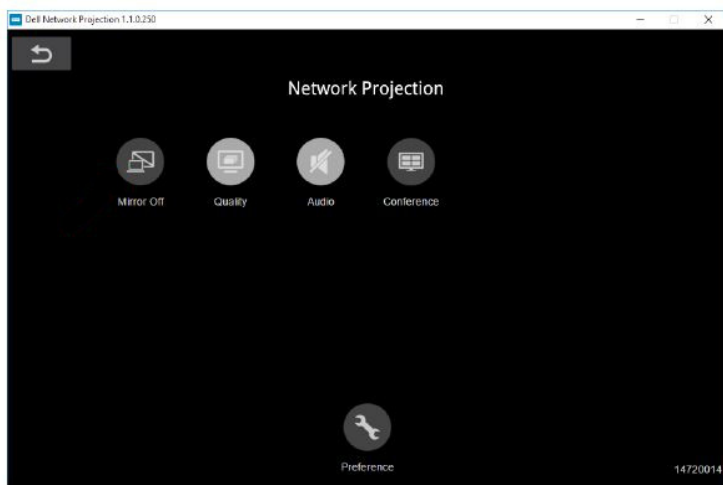 Dell Network Projection 1.1.0.250
Network Projection
Mirror Off Quality Audio Conference
Preference
14720014